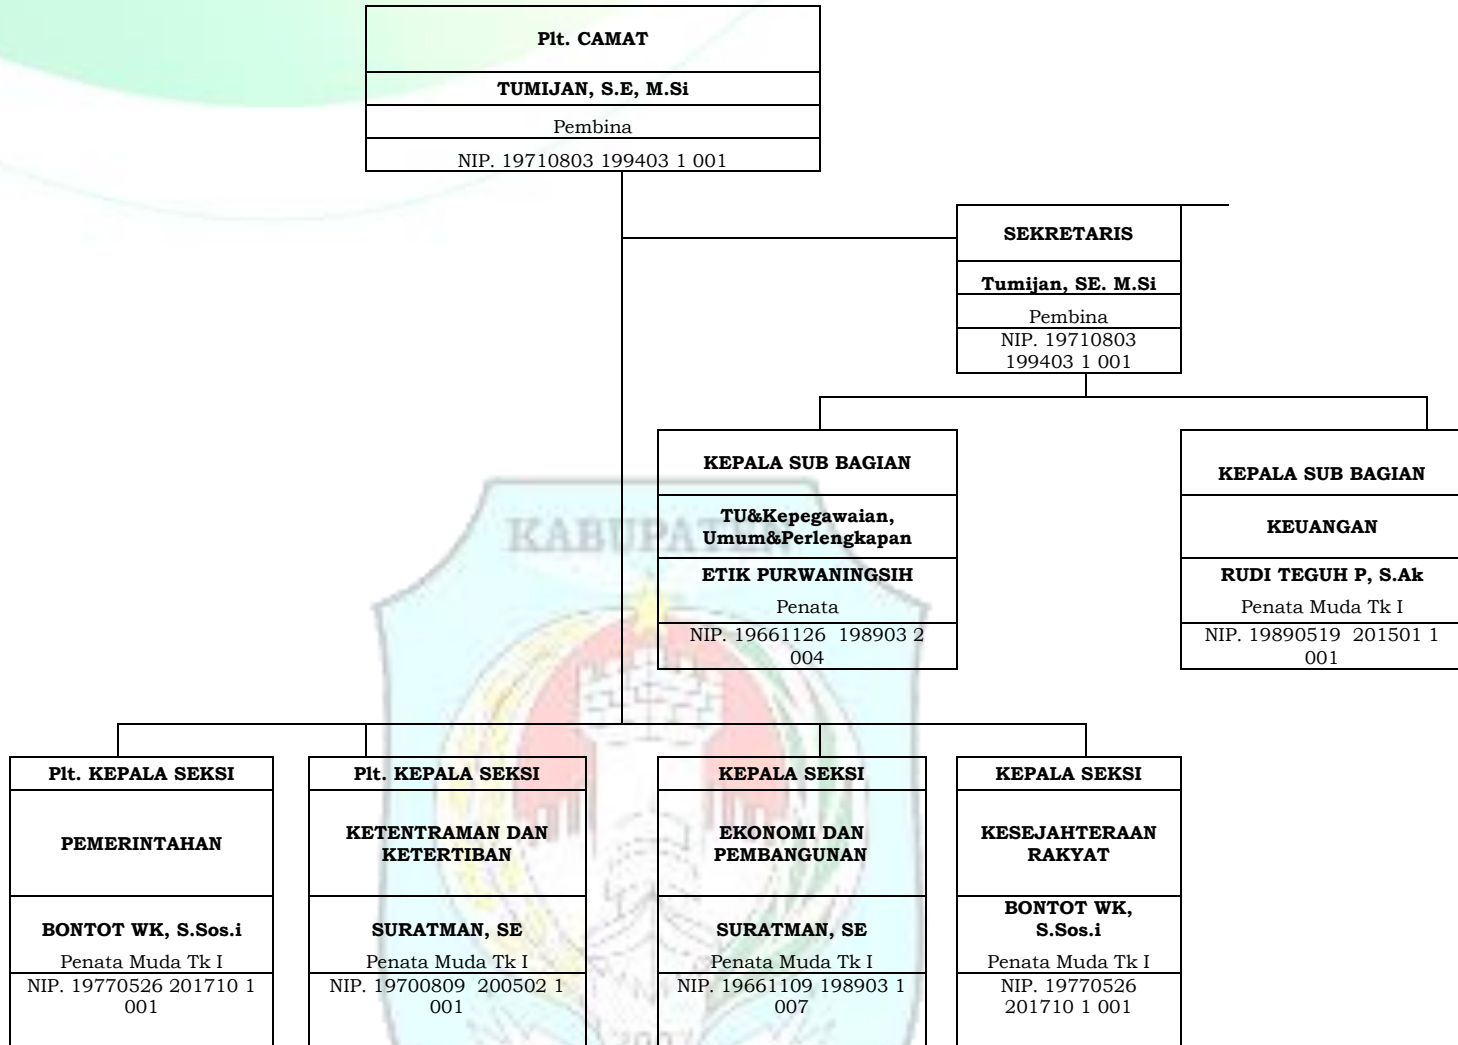 Plt. CAMAT
TUMIJAN, S.E, M.Si
Pembina
NIP. 19710803 199403 1 001
SEKRETARIS
Tumijan, SE. M.Si
Pembina
NIP. 19710803
199403 1 001
KEPALA SUB BAGIAN
TU&Kepegawaian,
Umum&Perlengkapan
ETIK PURWANINGSIH
Penata
NIP. 19661126  198903 2
004
KEPALA SUB BAGIAN
KEUANGAN
RUDI TEGUH P, S.Ak
Penata Muda Tk I
NIP. 19890519  201501 1
001
KABUPATEN
Plt. KEPALA SEKSI
PEMERINTAHAN
BONTOT WK, S.Sos.i
Penata Muda Tk I
NIP. 19770526 201710 1
001
Plt. KEPALA SEKSI
KETENTRAMAN DAN
KETERTIBAN
SURATMAN, SE
Penata Muda Tk I
NIP. 19700809  200502 1
001
KEPALA SEKSI
EKONOMI DAN
PEMBANGUNAN
SURATMAN, SE
Penata Muda Tk I
NIP. 19661109 198903 1
007
KEPALA SEKSI
KESEJAHTERAAN
RAKYAT
BONTOT WK,
S.Sos.i
Penata Muda Tk I
NIP. 19770526
201710 1 001